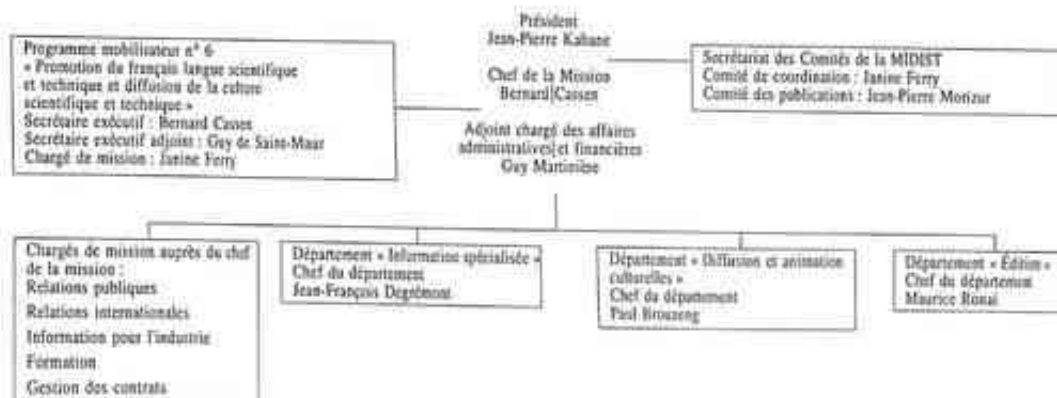 Président
Jean-Pierre Kahane
Programme mobilisateur n° 6
« Promotion du français langue scientifique
et technique et diffusion de la culture
scientifique et technique »
Secrétaire exécutif : Bernard Cassen
Secrétaire exécutif adjoint : Guy de Saint-Maur
Chargé de mission : Janine Ferry
Chef de la Mission
Bernard Cassen
Secrétariat des Comités de la MIDIST
Comité de coordination : Janine Ferry
Comité des publications : Jean-Pierre Morizur
Adjoint chargé des affaires
administratives et financières
Guy Martinière
Chargés de mission auprès du chef
de la mission :
Relations publiques
Relations internationales
Information pour l'industrie
Formation
Gestion des contrats
Département « Information spécialisée »
Chef du département
Jean-François Degrémont
Département « Diffusion et animation
culturelles »
Chef du département
Paul Brouzeng
Département « Édition »
Chef du département
Maurice Ronai